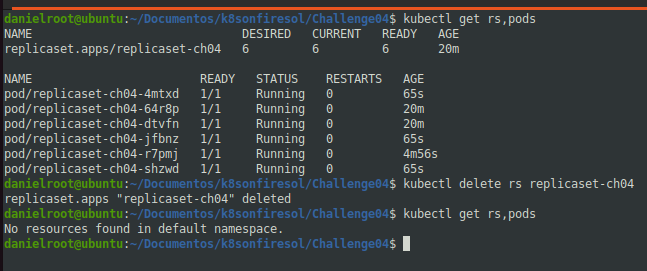 danielroot@ubuntu:~/Documentos/k8sonfiresol/Challenge04$ kubectl get rs,pods
NAME DESIRED CURRENT READY AGE
replicaset.apps/replicaset-ch04 6 6 6 20m
NAME READY STATUS RESTARTS AGE
pod/replicaset-ch04-4mtxd 1/1 Running 0 65s
pod/replicaset-ch04-64r8p 1/1 Running 0 20m
pod/replicaset-ch04-dtvfn 1/1 Running 0 20m
pod/replicaset-ch04-jfbnz 1/1 Running 0 65s
pod/replicaset-ch04-r7pmj 1/1 Running 0 4m56s
pod/replicaset-ch04-shzwd 1/1 Running 0 65s
danielroot@ubuntu:~/Documentos/k8sonfiresol/Challenge04$ kubectl delete rs replicaset-ch04
replicaset.apps "replicaset-ch04" deleted
danielroot@ubuntu:~/Documentos/k8sonfiresol/Challenge04$ kubectl get rs,pods
No resources found in default namespace.
danielroot@ubuntu:~/Documentos/k8sonfiresol/Challenge04$